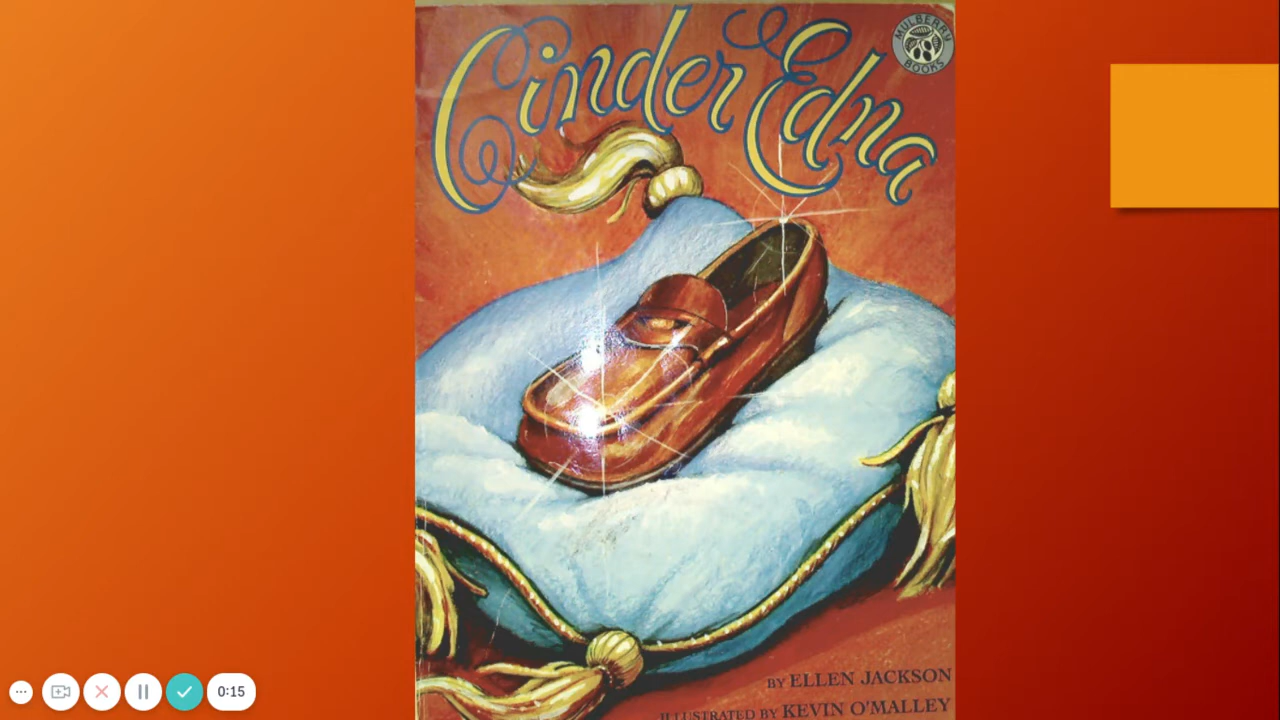 Cinder Edna
MULBERRY
BOOKS
BY ELLEN JACKSON
ILLUSTRATED BY KEVIN O'MALLEY
0:15